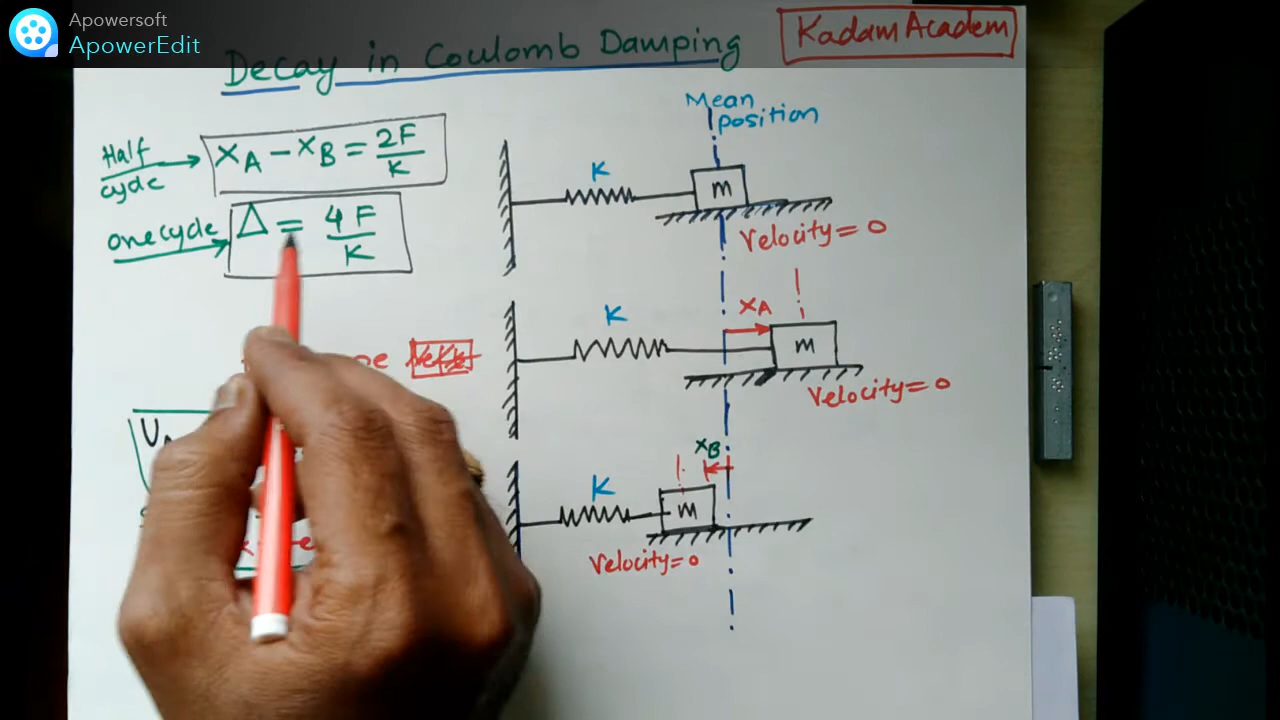 Apowersoft
ApowerEdit
Decay in Coulomb Damping
Kadam Academ
Mean
position
Half
cycle
XA - XB = 2F/K
one cycle
Δ = 4F/K
K
m
Velocity = 0
K
XA
m
Velocity = 0
XB
K
m
Velocity = 0